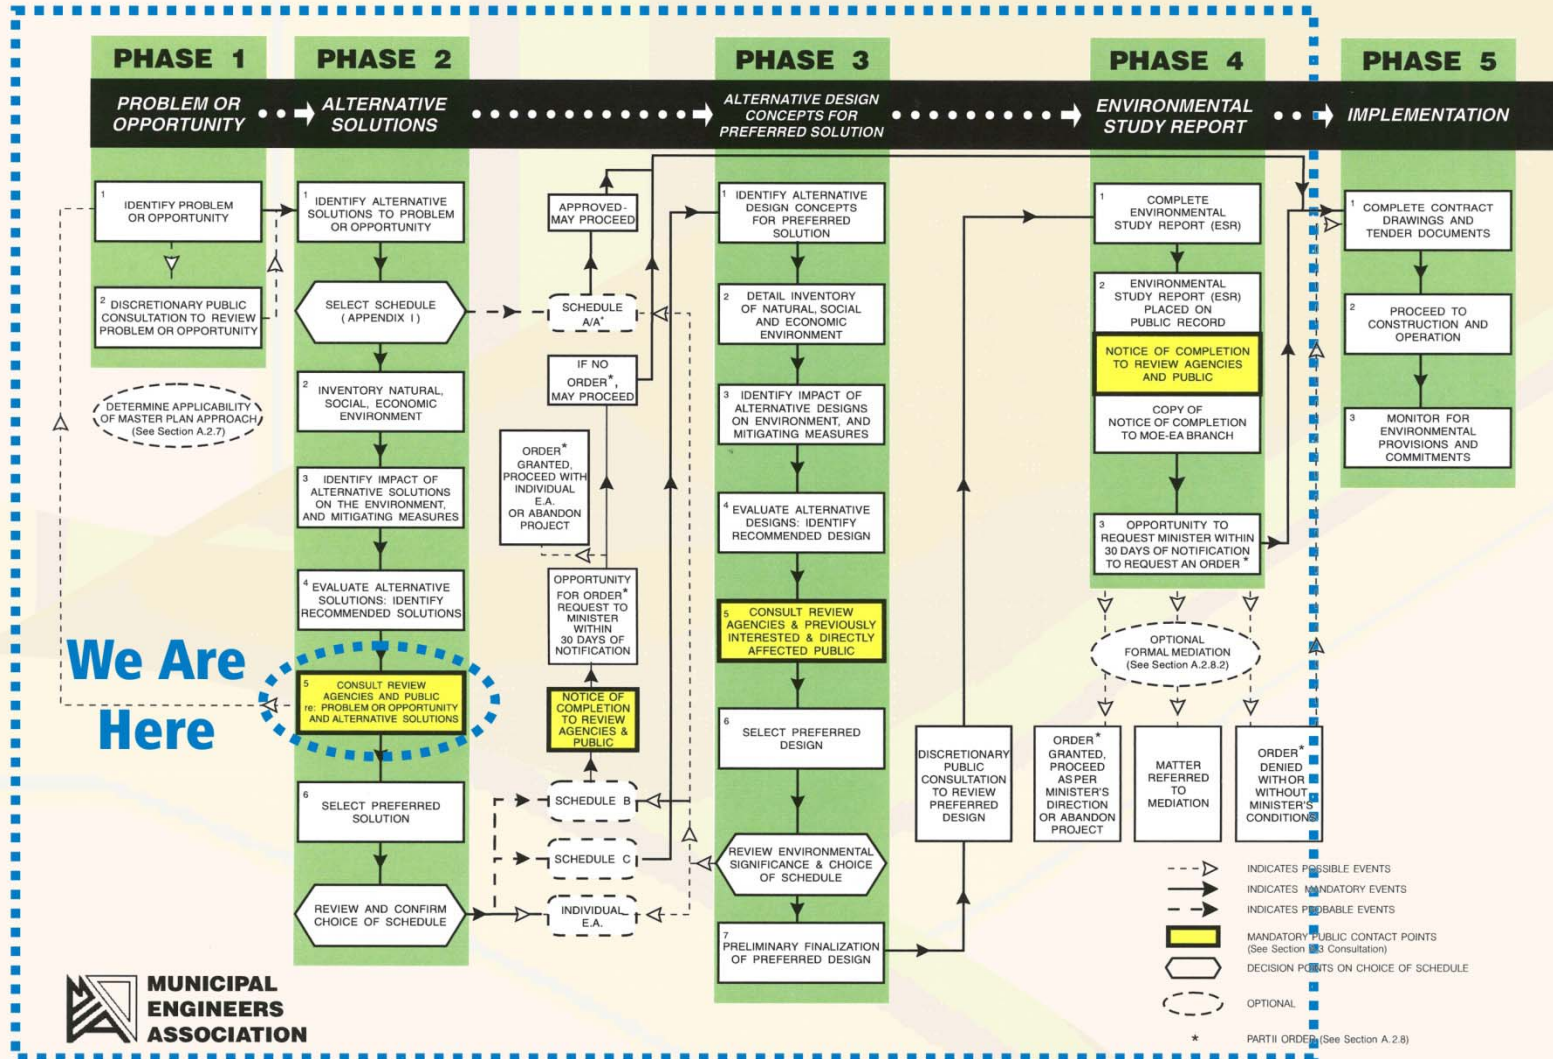 PHASE 1
PROBLEM OR
OPPORTUNITY
1
IDENTIFY PROBLEM
OR OPPORTUNITY
2
DISCRETIONARY PUBLIC
CONSULTATION TO REVIEW
PROBLEM OR OPPORTUNITY
DETERMINE APPLICABILITY
OF MASTER PLAN APPROACH
(See Section A.2.7)
We Are
Here
PHASE 2
ALTERNATIVE
SOLUTIONS
1
IDENTIFY ALTERNATIVE
SOLUTIONS TO PROBLEM
OR OPPORTUNITY
SELECT SCHEDULE
(APPENDIX I)
2
INVENTORY NATURAL,
SOCIAL, ECONOMIC
ENVIRONMENT
3
IDENTIFY IMPACT OF
ALTERNATIVE SOLUTIONS
ON THE ENVIRONMENT,
AND MITIGATING MEASURES
4
EVALUATE ALTERNATIVE
SOLUTIONS: IDENTIFY
RECOMMENDED SOLUTIONS
5
CONSULT REVIEW
AGENCIES AND PUBLIC
re: PROBLEM OR OPPORTUNITY
AND ALTERNATIVE SOLUTIONS
6
SELECT PREFERRED
SOLUTION
REVIEW AND CONFIRM
CHOICE OF SCHEDULE
APPROVED-
MAY PROCEED
SCHEDULE
A/A+
IF NO
ORDER*,
MAY PROCEED
ORDER*
GRANTED,
PROCEED WITH
INDIVIDUAL
E.A.
OR ABANDON
PROJECT
OPPORTUNITY
FOR ORDER*
REQUEST TO
MINISTER
WITHIN
30 DAYS OF
NOTIFICATION
NOTICE OF
COMPLETION
TO REVIEW
AGENCIES &
PUBLIC
SCHEDULE B
SCHEDULE C
INDIVIDUAL
E.A.
PHASE 3
ALTERNATIVE DESIGN
CONCEPTS FOR
PREFERRED SOLUTION
1
IDENTIFY ALTERNATIVE
DESIGN CONCEPTS
FOR PREFERRED
SOLUTION
2
DETAIL INVENTORY
OF NATURAL, SOCIAL
AND ECONOMIC
ENVIRONMENT
3
IDENTIFY IMPACT OF
ALTERNATIVE DESIGNS
ON ENVIRONMENT, AND
MITIGATING MEASURES
4
EVALUATE ALTERNATIVE
DESIGNS: IDENTIFY
RECOMMENDED DESIGN
5
CONSULT REVIEW
AGENCIES & PREVIOUSLY
INTERESTED & DIRECTLY
AFFECTED PUBLIC
6
SELECT PREFERRED
DESIGN
REVIEW ENVIRONMENTAL
SIGNIFICANCE & CHOICE
OF SCHEDULE
7
PRELIMINARY FINALIZATION
OF PREFERRED DESIGN
DISCRETIONARY
PUBLIC
CONSULTATION
TO REVIEW
PREFERRED
DESIGN
PHASE 4
ENVIRONMENTAL
STUDY REPORT
1
COMPLETE
ENVIRONMENTAL
STUDY REPORT (ESR)
2
ENVIRONMENTAL
STUDY REPORT (ESR)
PLACED ON
PUBLIC RECORD
NOTICE OF COMPLETION
TO REVIEW AGENCIES
AND PUBLIC
COPY OF
NOTICE OF COMPLETION
TO MOE-EA BRANCH
3
OPPORTUNITY TO
REQUEST MINISTER WITHIN
30 DAYS OF NOTIFICATION
TO REQUEST AN ORDER*
OPTIONAL
FORMAL MEDIATION
(See Section A.2.8.2)
ORDER*
GRANTED,
PROCEED
AS PER
MINISTER'S
DIRECTION
OR ABANDON
PROJECT
MATTER
REFERRED
TO
MEDIATION
ORDER*
DENIED
WITH OR
WITHOUT
MINISTER'S
CONDITIONS
PHASE 5
IMPLEMENTATION
1
COMPLETE CONTRACT
DRAWINGS AND
TENDER DOCUMENTS
2
PROCEED TO
CONSTRUCTION AND
OPERATION
3
MONITOR FOR
ENVIRONMENTAL
PROVISIONS AND
COMMITMENTS
INDICATES POSSIBLE EVENTS
INDICATES MANDATORY EVENTS
INDICATES PROBABLE EVENTS
MANDATORY PUBLIC CONTACT POINTS
(See Section Consultation)
DECISION POINTS ON CHOICE OF SCHEDULE
OPTIONAL
* PART II ORDER (See Section A.2.8)
MUNICIPAL
ENGINEERS
ASSOCIATION